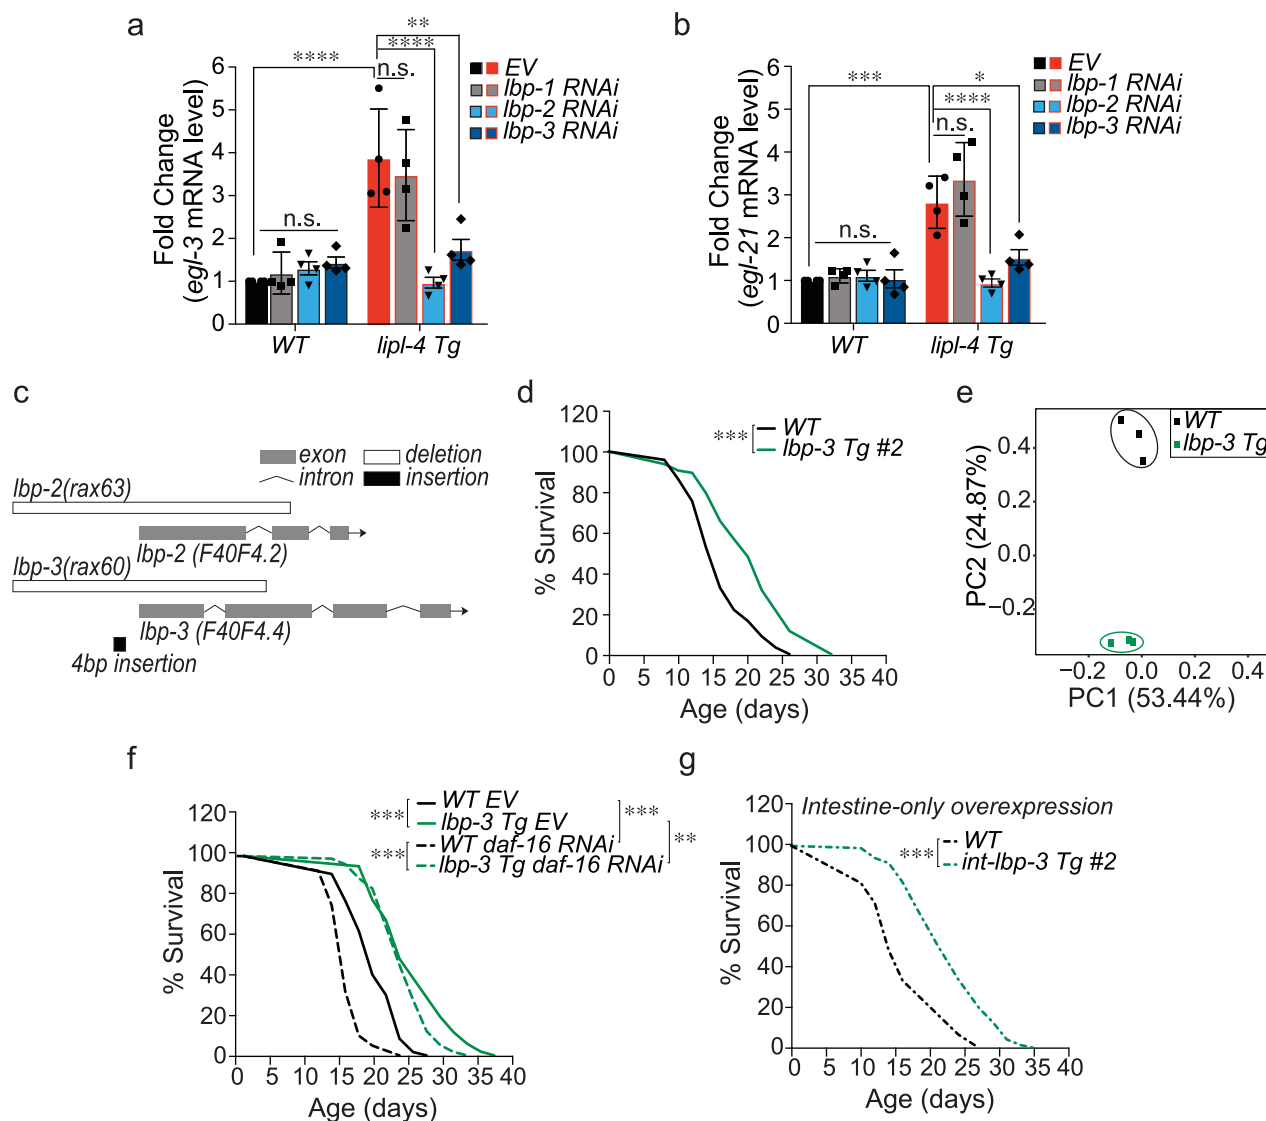 a
**
****
****
n.s.
EV
lbp-1 RNAi
lbp-2 RNAi
lbp-3 RNAi
Fold Change
(egl-3 mRNA level)
6
5
4
3
2
1
0
n.s.
WT
lipl-4 Tg
b
***
*
****
n.s.
EV
lbp-1 RNAi
lbp-2 RNAi
lbp-3 RNAi
Fold Change
(egl-21 mRNA level)
6
5
4
3
2
1
0
n.s.
WT
lipl-4 Tg
c
exon
deletion
intron
insertion
lbp-2(rax63)
lbp-2 (F40F4.2)
lbp-3(rax60)
lbp-3 (F40F4.4)
4bp insertion
d
% Survival
120
100
80
60
40
20
0
***
WT
lbp-3 Tg #2
0 5 10 15 20 25 30 35 40
Age (days)
e
PC2 (24.87%)
0.4
0.2
0.0
−0.2
WT
lbp-3 Tg
−0.2 0.0 0.2 0.4
PC1 (53.44%)
f
% Survival
120
100
80
60
40
20
0
WT EV
lbp-3 Tg EV
WT daf-16 RNAi
lbp-3 Tg daf-16 RNAi
***
***
***
**
0 5 10 15 20 25 30 35 40
Age (days)
g
% Survival
120
100
80
60
40
20
0
Intestine-only overexpression
***
WT
int-lbp-3 Tg #2
0 5 10 15 20 25 30 35 40
Age (days)